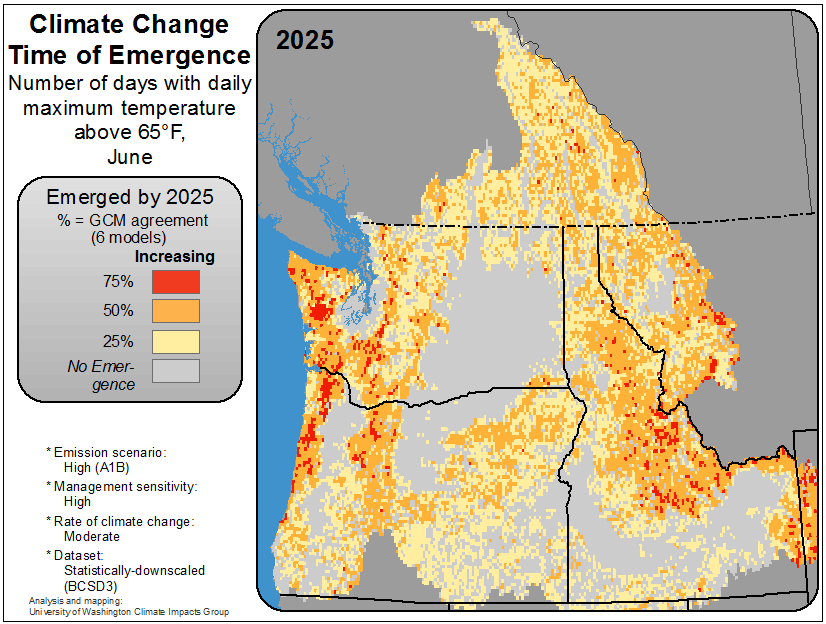 Climate Change
Time of Emergence
Number of days with daily
maximum temperature
above 65°F,
June
Emerged by 2025
% = GCM agreement
(6 models)
Increasing
75%
50%
25%
No Emer-
gence
* Emission scenario:
High (A1B)
* Management sensitivity:
High
* Rate of climate change:
Moderate
* Dataset:
Statistically-downscaled
(BCSD3)
Analysis and mapping:
University of Washington Climate Impacts Group
2025